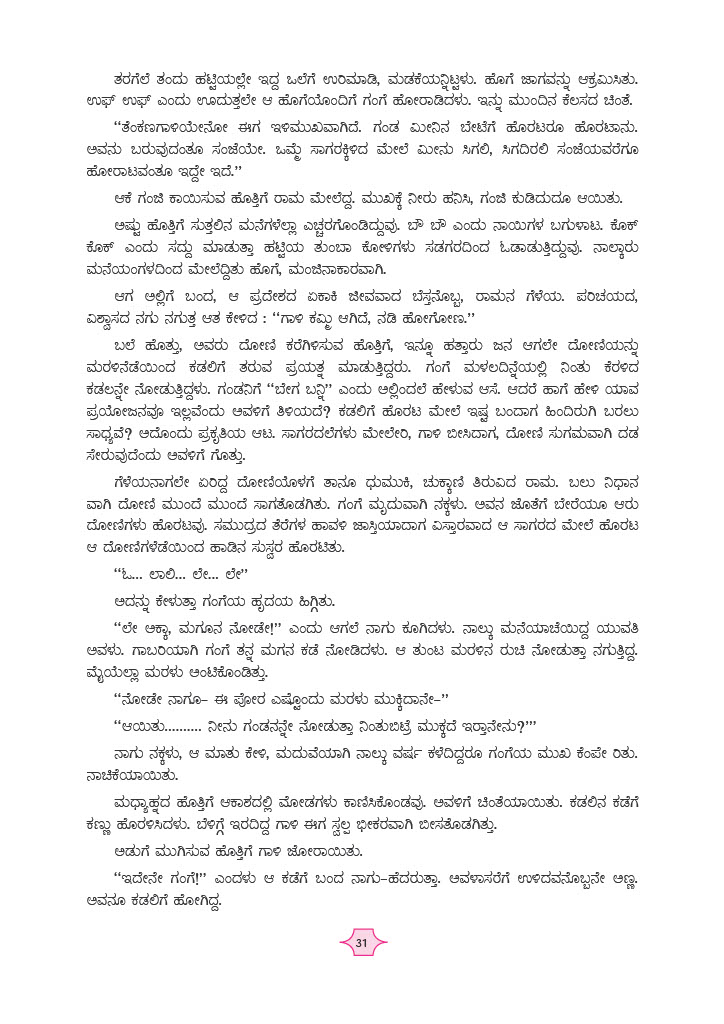 ತರಗೆಲೆ ತಂದು ಹಟ್ಟಿಯಲ್ಲೇ ಇದ್ದ ಒಲೆಗೆ ಉರಿಮಾಡಿ, ಮಡಕೆಯನ್ನಿಟ್ಟಳು. ಹೊಗೆ ಜಾಗವನ್ನು ಆಕ್ರಮಿಸಿತು.
ಉಫ್ ಉಫ್ ಎಂದು ಊದುತ್ತಲೇ ಆ ಹೊಗೆಯೊಂದಿಗೆ ಗಂಗೆ ಹೋರಾಡಿದಳು. ಇನ್ನು ಮುಂದಿನ ಕೆಲಸದ ಚಿಂತೆ.
“ತೆಂಕಣಗಾಳಿಯೇನೋ ಈಗ ಇಳಿಮುಖವಾಗಿದೆ. ಗಂಡ ಮೀನಿನ ಬೇಟೆಗೆ ಹೊರಟರೂ ಹೊರಟಾನು.
ಅವನು ಬರುವುದಂತೂ ಸಂಜೆಯೇ. ಒಮ್ಮೆ ಸಾಗರಕ್ಕಿಳಿದ ಮೇಲೆ ಮೀನು ಸಿಗಲಿ, ಸಿಗದಿರಲಿ ಸಂಜೆಯವರೆಗೂ
ಹೋರಾಟವಂತೂ ಇದ್ದೇ ಇದೆ.”
ಆಕೆ ಗಂಜಿ ಕಾಯಿಸುವ ಹೊತ್ತಿಗೆ ರಾಮ ಮೇಲೆದ್ದ. ಮುಖಕ್ಕೆ ನೀರು ಹನಿಸಿ, ಗಂಜಿ ಕುಡಿದುದೂ ಆಯಿತು.
ಅಷ್ಟು ಹೊತ್ತಿಗೆ ಸುತ್ತಲಿನ ಮನೆಗಳೆಲ್ಲಾ ಎಚ್ಚರಗೊಂಡಿದ್ದುವು. ಬೌ ಬೌ ಎಂದು ನಾಯಿಗಳ ಬಗುಳಾಟ. ಕೊಕ್
ಕೊಕ್ ಎಂದು ಸದ್ದು ಮಾಡುತ್ತಾ ಹಟ್ಟಿಯ ತುಂಬಾ ಕೋಳಿಗಳು ಸಡಗರದಿಂದ ಓಡಾಡುತ್ತಿದ್ದುವು. ನಾಲ್ಕಾರು
ಮನೆಯಂಗಳದಿಂದ ಮೇಲೆದ್ದಿತು ಹೊಗೆ, ಮಂಜಿನಾಕಾರವಾಗಿ.
ಆಗ ಅಲ್ಲಿಗೆ ಬಂದ, ಆ ಪ್ರದೇಶದ ಏಕಾಕಿ ಜೀವವಾದ ಬೆಸ್ತನೊಬ್ಬ, ರಾಮನ ಗೆಳೆಯ. ಪರಿಚಯದ,
ವಿಶ್ವಾಸದ ನಗು ನಗುತ್ತ ಆತ ಕೇಳಿದ : “ಗಾಳಿ ಕಮ್ಮಿ ಆಗಿದೆ, ನಡಿ ಹೋಗೋಣ.”
ಬಲೆ ಹೊತ್ತು, ಅವರು ದೋಣಿ ಕರೆಗಿಳಿಸುವ ಹೊತ್ತಿಗೆ, ಇನ್ನೂ ಹತ್ತಾರು ಜನ ಆಗಲೇ ದೋಣಿಯನ್ನು
ಮರಳಿನೆಡೆಯಿಂದ ಕಡಲಿಗೆ ತರುವ ಪ್ರಯತ್ನ ಮಾಡುತ್ತಿದ್ದರು. ಗಂಗೆ ಮಳಲದಿನ್ನೆಯಲ್ಲಿ ನಿಂತು ಕೆರಳಿದ
ಕಡಲನ್ನೇ ನೋಡುತ್ತಿದ್ದಳು. ಗಂಡನಿಗೆ “ಬೇಗ ಬನ್ನಿ” ಎಂದು ಅಲ್ಲಿಂದಲೆ ಹೇಳುವ ಆಸೆ. ಆದರೆ ಹಾಗೆ ಹೇಳಿ ಯಾವ
ಪ್ರಯೋಜನವೂ ಇಲ್ಲವೆಂದು ಅವಳಿಗೆ ತಿಳಿಯದೆ? ಕಡಲಿಗೆ ಹೊರಟ ಮೇಲೆ ಇಷ್ಟ ಬಂದಾಗ ಹಿಂದಿರುಗಿ ಬರಲು
ಸಾಧ್ಯವೆ? ಅದೊಂದು ಪ್ರಕೃತಿಯ ಆಟ. ಸಾಗರದಲೆಗಳು ಮೇಲೇರಿ, ಗಾಳಿ ಬೀಸಿದಾಗ, ದೋಣಿ ಸುಗಮವಾಗಿ ದಡ
ಸೇರುವುದೆಂದು ಅವಳಿಗೆ ಗೊತ್ತು.
ಗೆಳೆಯನಾಗಲೇ ಏರಿದ್ದ ದೋಣಿಯೊಳಗೆ ತಾನೂ ಧುಮುಕಿ, ಚುಕ್ಕಾಣಿ ತಿರುವಿದ ರಾಮ. ಬಲು ನಿಧಾನ
ವಾಗಿ ದೋಣಿ ಮುಂದೆ ಮುಂದೆ ಸಾಗತೊಡಗಿತು. ಗಂಗೆ ಮೃದುವಾಗಿ ನಕ್ಕಳು. ಅವನ ಜೊತೆಗೆ ಬೇರೆಯೂ ಆರು
ದೋಣಿಗಳು ಹೊರಟವು. ಸಮುದ್ರದ ತೆರೆಗಳ ಹಾವಳಿ ಜಾಸ್ತಿಯಾದಾಗ ವಿಸ್ತಾರವಾದ ಆ ಸಾಗರದ ಮೇಲೆ ಹೊರಟ
ಆ ದೋಣಿಗಳೆಡೆಯಿಂದ ಹಾಡಿನ ಸುಸ್ವರ ಹೊರಟಿತು.
“ಓ... ಲಾಲಿ... ಲೇ... ಲೇ”
ಅದನ್ನು ಕೇಳುತ್ತಾ ಗಂಗೆಯ ಹೃದಯ ಹಿಗ್ಗಿತು.
“ಲೇ ಅಕ್ಕಾ, ಮಗೂನ ನೋಡೇ!” ಎಂದು ಆಗಲೆ ನಾಗು ಕೂಗಿದಳು. ನಾಲ್ಕು ಮನೆಯಾಚೆಯಿದ್ದ ಯುವತಿ
ಅವಳು. ಗಾಬರಿಯಾಗಿ ಗಂಗೆ ತನ್ನ ಮಗನ ಕಡೆ ನೋಡಿದಳು. ಆ ತುಂಟ ಮರಳಿನ ರುಚಿ ನೋಡುತ್ತಾ ನಗುತ್ತಿದ್ದ.
ಮೈಯೆಲ್ಲಾ ಮರಳು ಆಂಟಿಕೊಂಡಿತ್ತು.
“ನೋಡೇ ನಾಗೂ– ಈ ಪೋರ ಎಷ್ಟೊಂದು ಮರಳು ಮುಕ್ಕಿದಾನೇ–”
“ಆಯಿತು.......... ನೀನು ಗಂಡನನ್ನೇ ನೋಡುತ್ತಾ ನಿಂತುಬಿಟ್ರೆ ಮುಕ್ಕದೆ ಇರ್‍ತಾನೇನು?’”
ನಾಗು ನಕ್ಕಳು, ಆ ಮಾತು ಕೇಳಿ, ಮದುವೆಯಾಗಿ ನಾಲ್ಕು ವರ್ಷ ಕಳೆದಿದ್ದರೂ ಗಂಗೆಯ ಮುಖ ಕೆಂಪೇ ರಿತು.
ನಾಚಿಕೆಯಾಯಿತು.
ಮಧ್ಯಾಹ್ನದ ಹೊತ್ತಿಗೆ ಆಕಾಶದಲ್ಲಿ ಮೋಡಗಳು ಕಾಣಿಸಿಕೊಂಡವು. ಅವಳಿಗೆ ಚಿಂತೆಯಾಯಿತು. ಕಡಲಿನ ಕಡೆಗೆ
ಕಣ್ಣು ಹೊರಳಿಸಿದಳು. ಬೆಳಿಗ್ಗೆ ಇರದಿದ್ದ ಗಾಳಿ ಈಗ ಸ್ವಲ್ಪ ಭೀಕರವಾಗಿ ಬೀಸತೊಡಗಿತ್ತು.
ಅಡುಗೆ ಮುಗಿಸುವ ಹೊತ್ತಿಗೆ ಗಾಳಿ ಜೋರಾಯಿತು.
“ಇದೇನೇ ಗಂಗೆ!” ಎಂದಳು ಆ ಕಡೆಗೆ ಬಂದ ನಾಗು–ಹೆದರುತ್ತಾ. ಅವಳಾಸರೆಗೆ ಉಳಿದವನೊಬ್ಬನೇ ಅಣ್ಣ.
ಅವನೂ ಕಡಲಿಗೆ ಹೋಗಿದ್ದ.
31